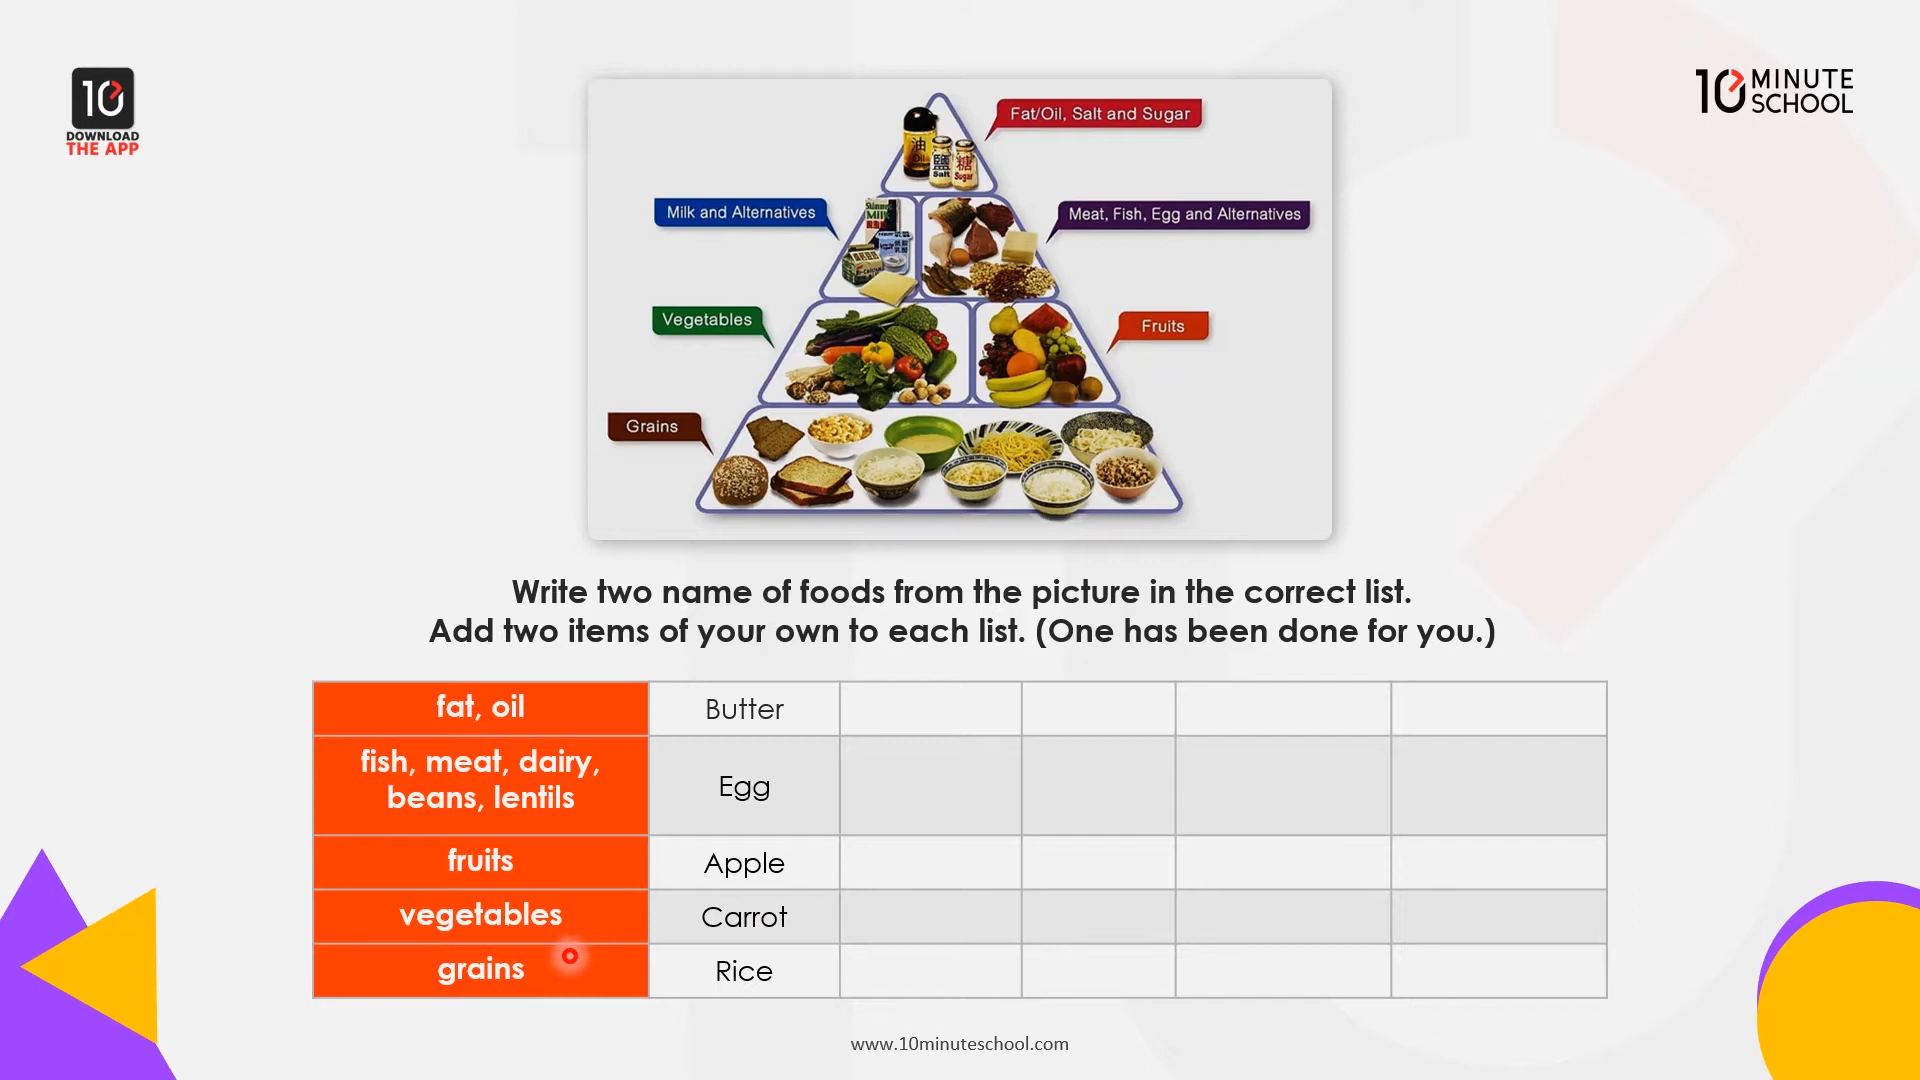 10
DOWNLOAD
THE APP
10 MINUTE
SCHOOL
Fat/Oil, Salt and Sugar
油
Oil
鹽
Salt
糖
Sugar
Milk and Alternatives
Meat, Fish, Egg and Alternatives
Vegetables
Fruits
Grains
Write two name of foods from the picture in the correct list.
Add two items of your own to each list. (One has been done for you.)
fat, oil
Butter
fish, meat, dairy,
beans, lentils
Egg
fruits
Apple
vegetables
Carrot
grains
Rice
www.10minuteschool.com